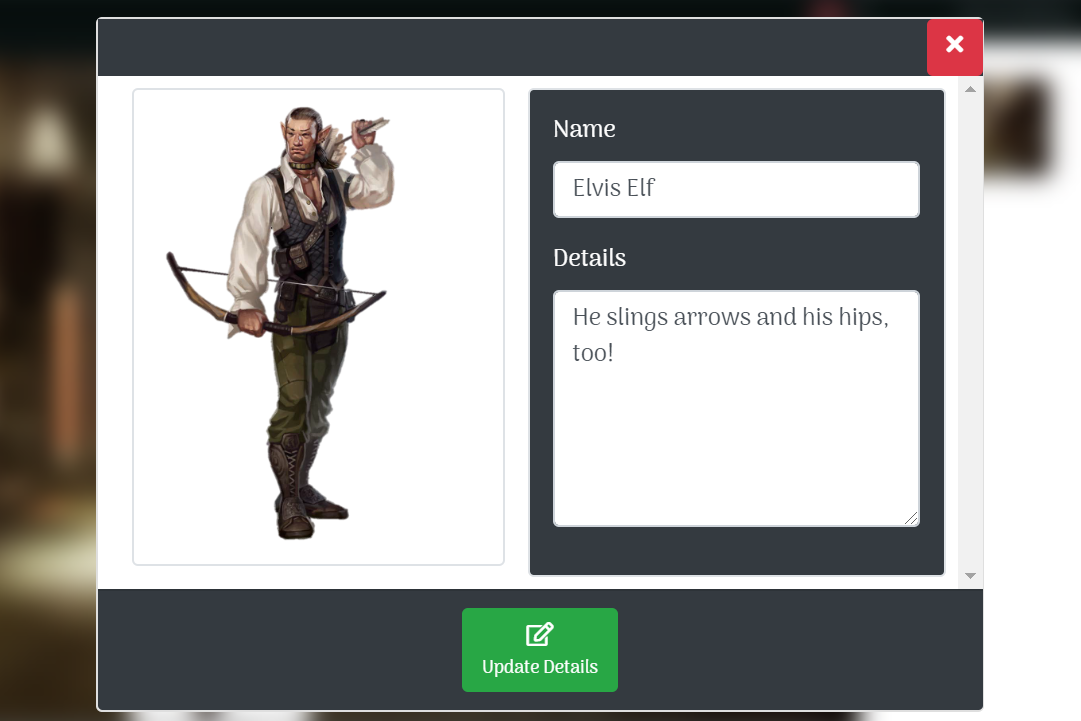 Name
Elvis Elf
Details
He slings arrows and his hips,
too!
Update Details